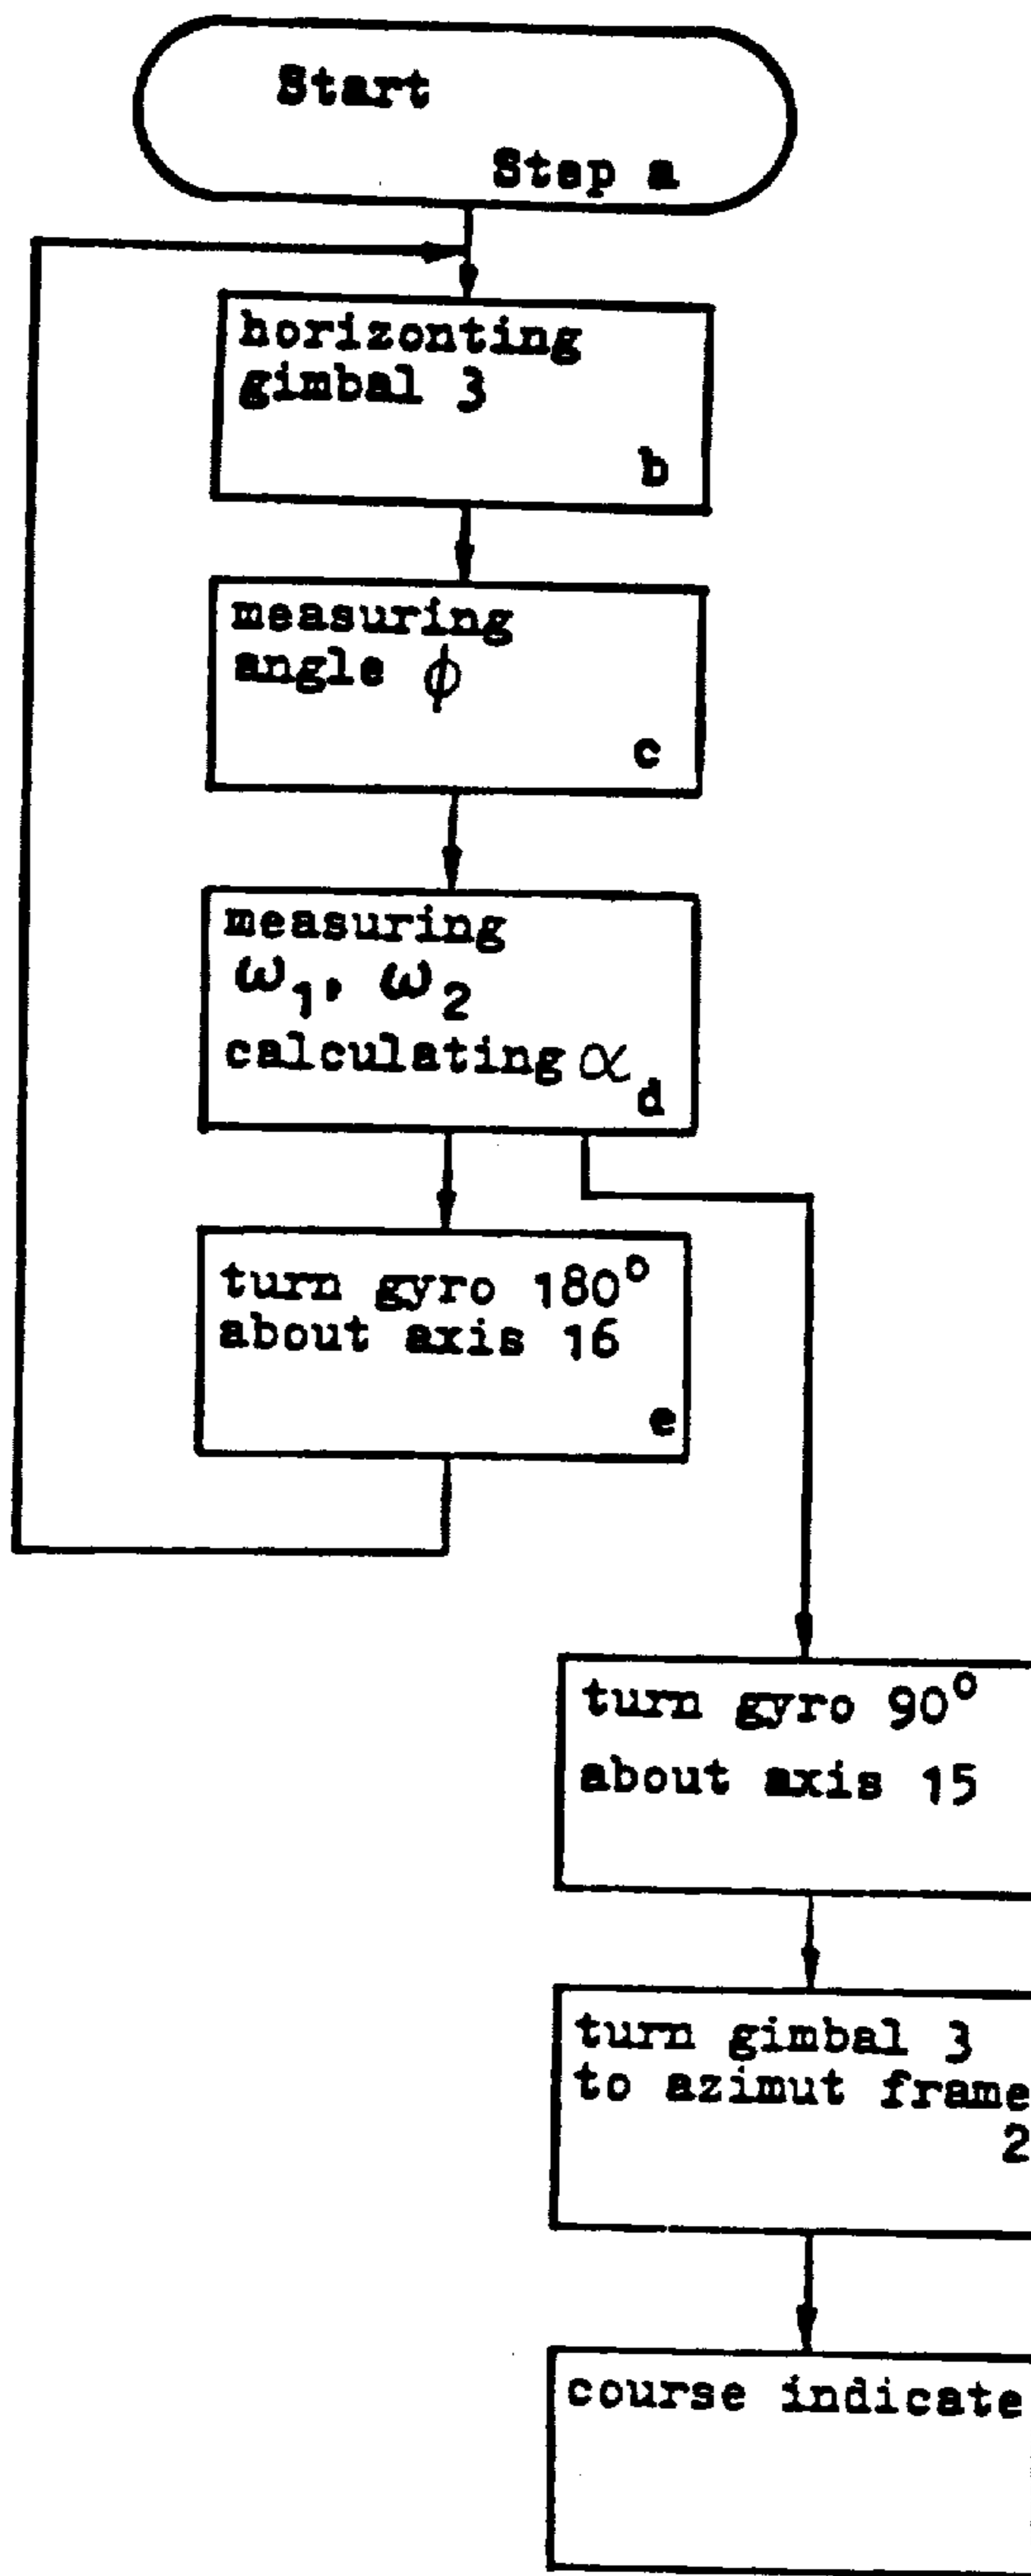 Start
Step a
horizonting
gimbal 3
b
measuring
angle ϕ
c
measuring
ω₁, ω₂
calculating α
d
turn gyro 180°
about axis 16
e
turn gyro 90°
about axis 15
turn gimbal 3
to azimut frame
2
course indicate